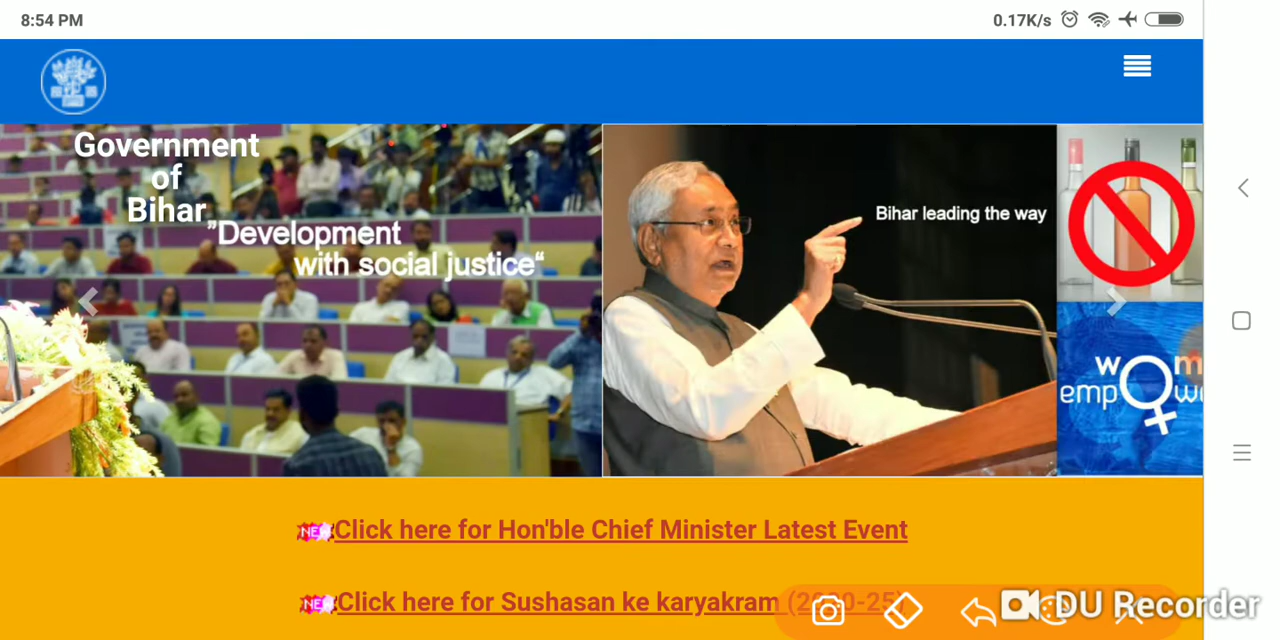 8:54 PM
0.17K/s
Government
of
Bihar
"Development
with social justice"
Bihar leading the way
NEW Click here for Hon'ble Chief Minister Latest Event
NEW Click here for Sushasan ke karyakram
DU Recorder